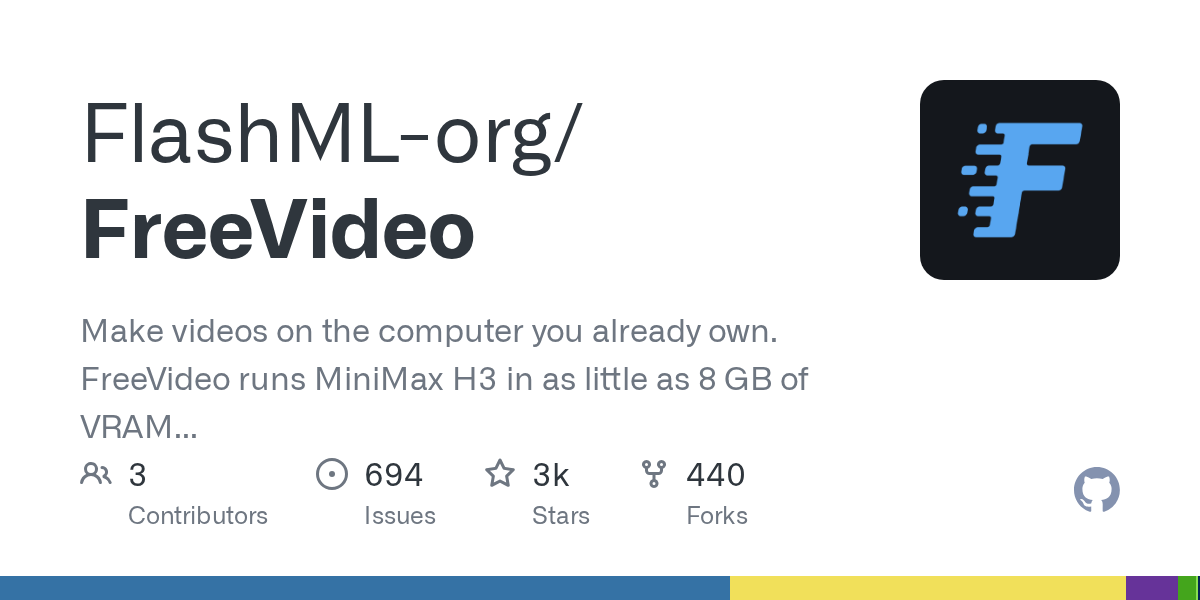 FlashML-org/
FreeVideo
F
Make videos on the computer you already own.
FreeVideo runs MiniMax H3 in as little as 8 GB of
VRAM...
3 694 3k 440
Contributors Issues Stars Forks